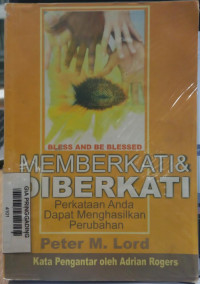 BLESS AND BE BLESSED
MEMBERKATI &
DIBERKATI
Perkataan Anda
Dapat Menghasilkan
Perubahan
Peter M. Lord
Kata Pengantar oleh Adrian Rogers